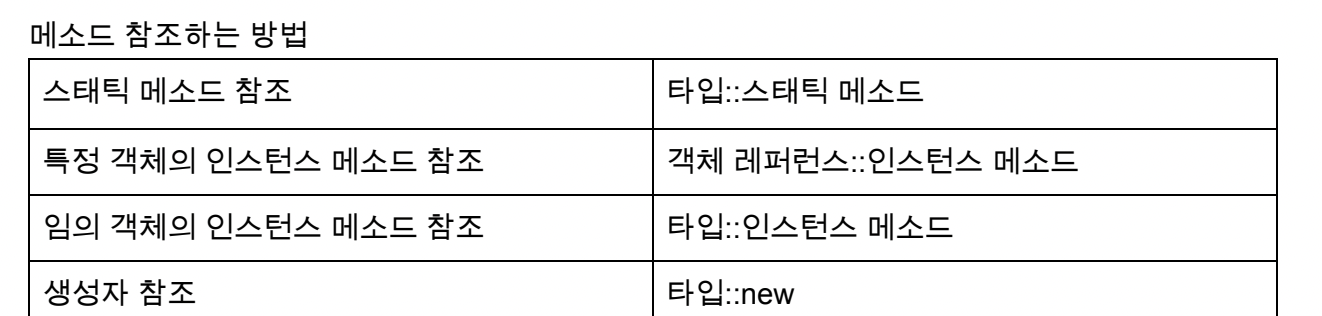 메소드 참조하는 방법
스태틱 메소드 참조 타입::스태틱 메소드
특정 객체의 인스턴스 메소드 참조 객체 레퍼런스::인스턴스 메소드
임의 객체의 인스턴스 메소드 참조 타입::인스턴스 메소드
생성자 참조 타입::new